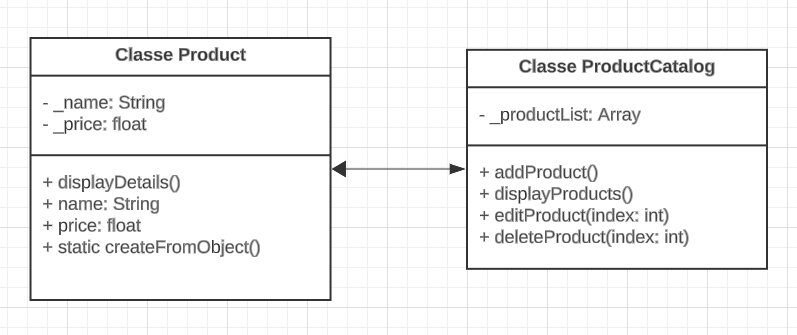 Classe Product
- _name: String
- _price: float
+ displayDetails()
+ name: String
+ price: float
+ static createFromObject()
Classe ProductCatalog
- _productList: Array
+ addProduct()
+ displayProducts()
+ editProduct(index: int)
+ deleteProduct(index: int)